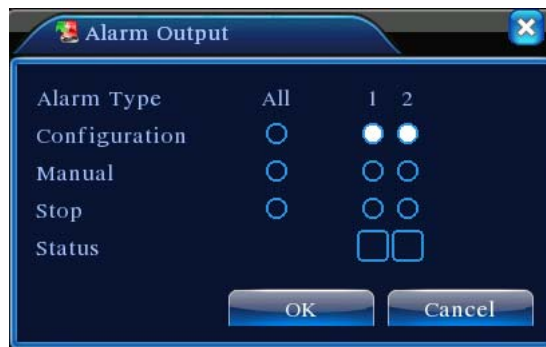 Alarm Output
Alarm Type All 1 2
Configuration
Manual
Stop
Status
OK Cancel